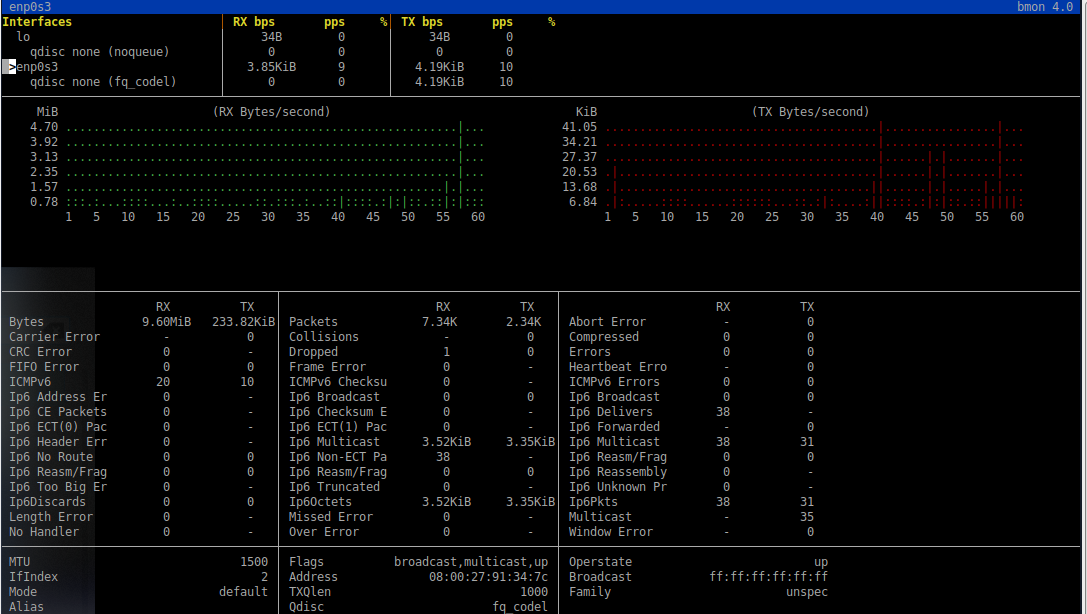 enp0s3 bmon 4.0
Interfaces RX bps pps % TX bps pps %
lo 34B 0 34B 0
qdisc none (noqueue) 0 0 0 0
>enp0s3 3.85KiB 9 4.19KiB 10
qdisc none (fq_codel) 0 0 4.19KiB 10
MiB (RX Bytes/second) KiB (TX Bytes/second)
4.70 41.05
3.92 34.21
3.13 27.37
2.35 20.53
1.57 13.68
0.78 6.84
1 5 10 15 20 25 30 35 40 45 50 55 60 1 5 10 15 20 25 30 35 40 45 50 55 60
RX TX RX TX RX TX
Bytes 9.60MiB 233.82KiB Packets 7.34K 2.34K Abort Error - 0
Carrier Error - 0 Collisions - 0 Compressed 0 0
CRC Error 0 - Dropped 1 0 Errors 0 0
FIFO Error 0 0 Frame Error 0 - Heartbeat Erro - 0
ICMPv6 20 10 ICMPv6 Checksu 0 - ICMPv6 Errors 0 0
Ip6 Address Er 0 - Ip6 Broadcast 0 0 Ip6 Broadcast 0 0
Ip6 CE Packets 0 - Ip6 Checksum E 0 - Ip6 Delivers 38 -
Ip6 ECT(0) Pac 0 - Ip6 ECT(1) Pac 0 - Ip6 Forwarded - 0
Ip6 Header Err 0 - Ip6 Multicast 3.52KiB 3.35KiB Ip6 Multicast 38 31
Ip6 No Route 0 0 Ip6 Non-ECT Pa 38 - Ip6 Reasm/Frag 0 0
Ip6 Reasm/Frag 0 0 Ip6 Reasm/Frag 0 0 Ip6 Reassembly 0 -
Ip6 Too Big Er 0 - Ip6 Truncated 0 - Ip6 Unknown Pr 0 -
Ip6Discards 0 0 Ip6Octets 3.52KiB 3.35KiB Ip6Pkts 38 31
Length Error 0 - Missed Error 0 - Multicast - 35
No Handler 0 - Over Error 0 - Window Error - 0
MTU 1500 Flags broadcast,multicast,up Operstate up
IfIndex 2 Address 08:00:27:91:34:7c Broadcast ff:ff:ff:ff:ff:ff
Mode default TXQlen 1000 Family unspec
Alias Qdisc fq_codel